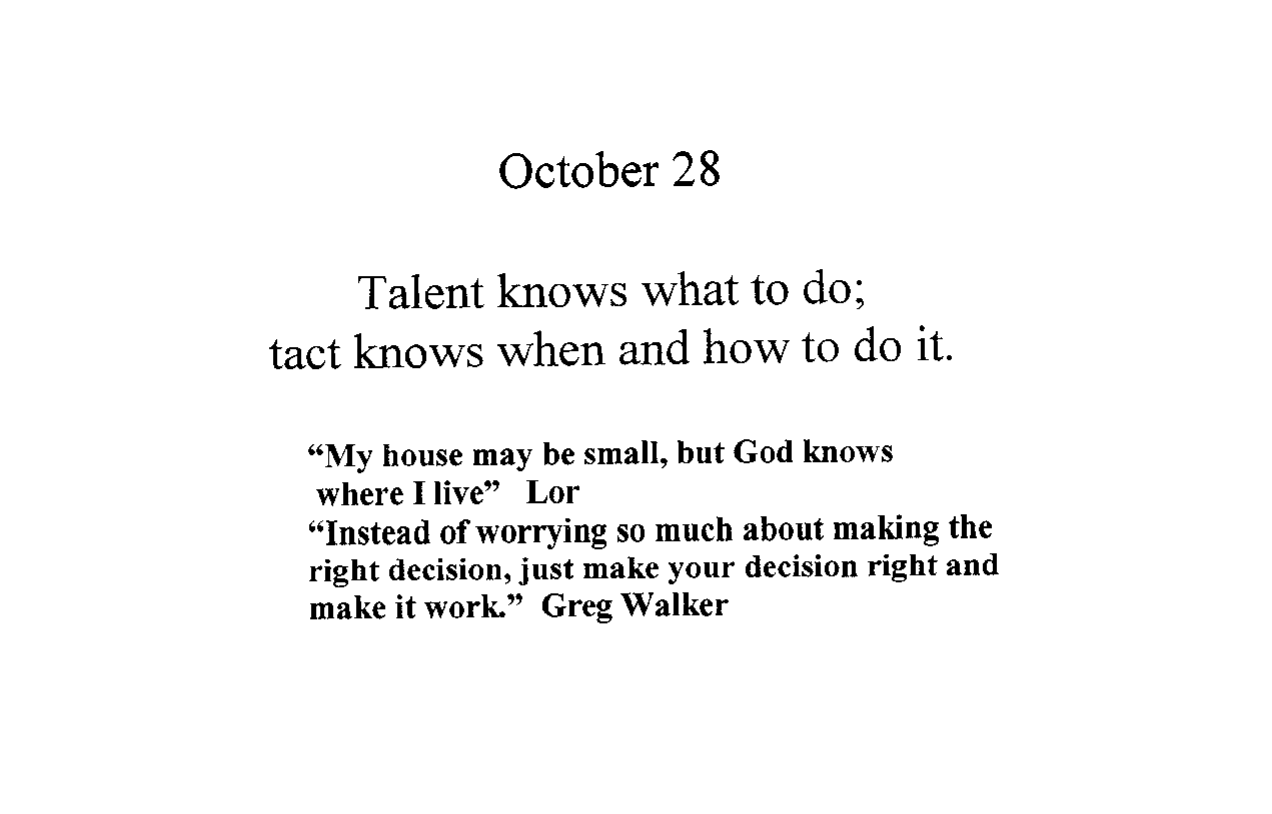 October 28
Talent knows what to do;
tact knows when and how to do it.
“My house may be small, but God knows
where I live” Lor
“Instead of worrying so much about making the
right decision, just make your decision right and
make it work.” Greg Walker